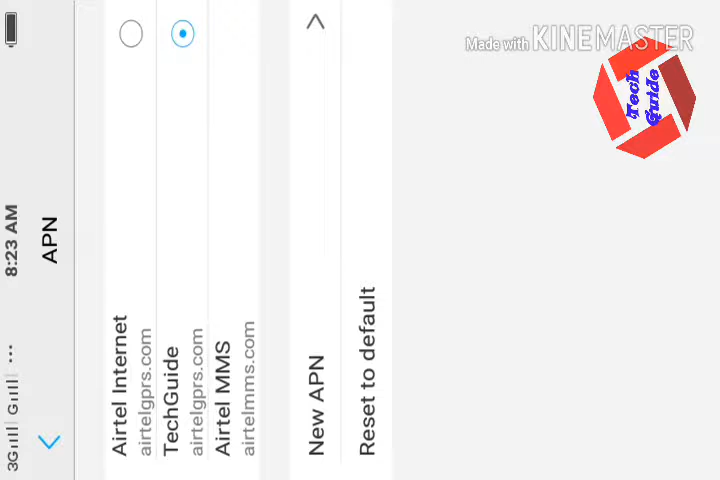 3G G ... 8:23 AM
APN
Airtel Internet
airtelgprs.com
TechGuide
airtelgprs.com
Airtel MMS
airtelmms.com
New APN
Reset to default
Made with KINEMASTER
Tech
Guide